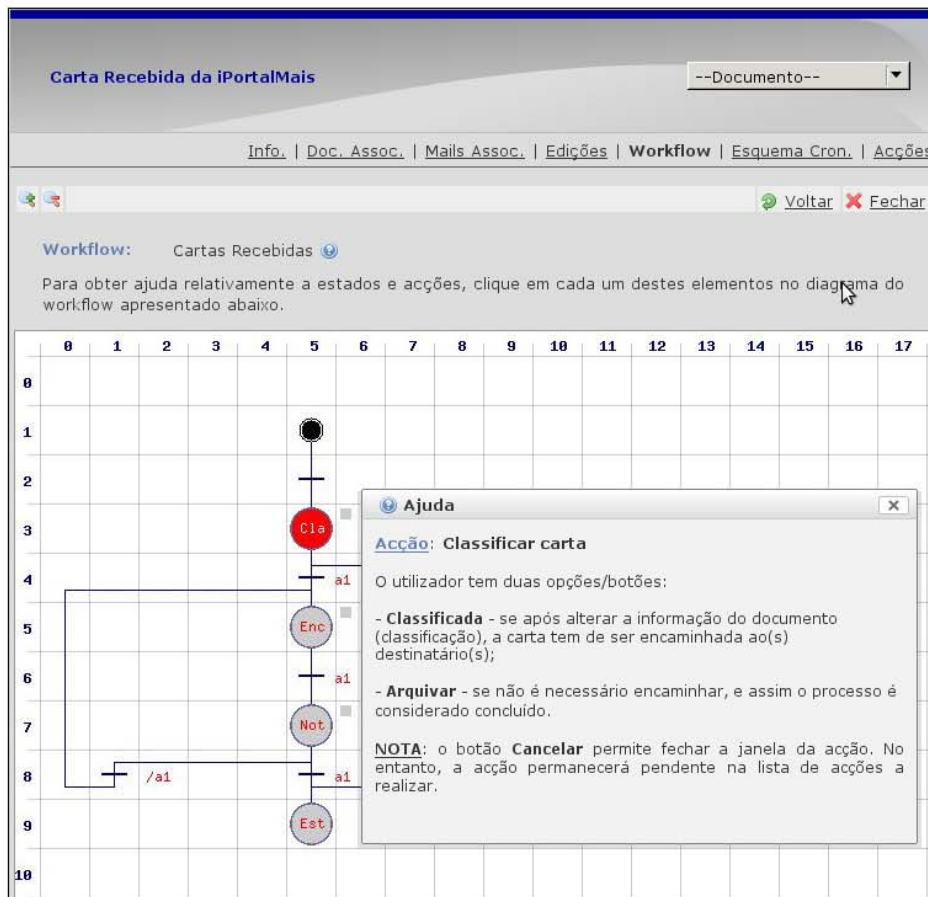 Carta Recebida da iPortalMais
--Documento--
Info. | Doc. Assoc. | Mails Assoc. | Edições | Workflow | Esquema Cron. | Acções
Voltar Fechar
Workflow: Cartas Recebidas
Para obter ajuda relativamente a estados e acções, clique em cada um destes elementos no diagrama do
workflow apresentado abaixo.
0 1 2 3 4 5 6 7 8 9 10 11 12 13 14 15 16 17
0
1
2
3
Cla
4
a1
5
Enc
6
a1
7
Not
8
/a1
a1
9
Est
10
Ajuda
Acção: Classificar carta
O utilizador tem duas opções/botões:
- Classificada - se após alterar a informação do documento
(classificação), a carta tem de ser encaminhada ao(s)
destinatário(s);
- Arquivar - se não é necessário encaminhar, e assim o processo é
considerado concluído.
NOTA: o botão Cancelar permite fechar a janela da acção. No
entanto, a acção permanecerá pendente na lista de acções a
realizar.